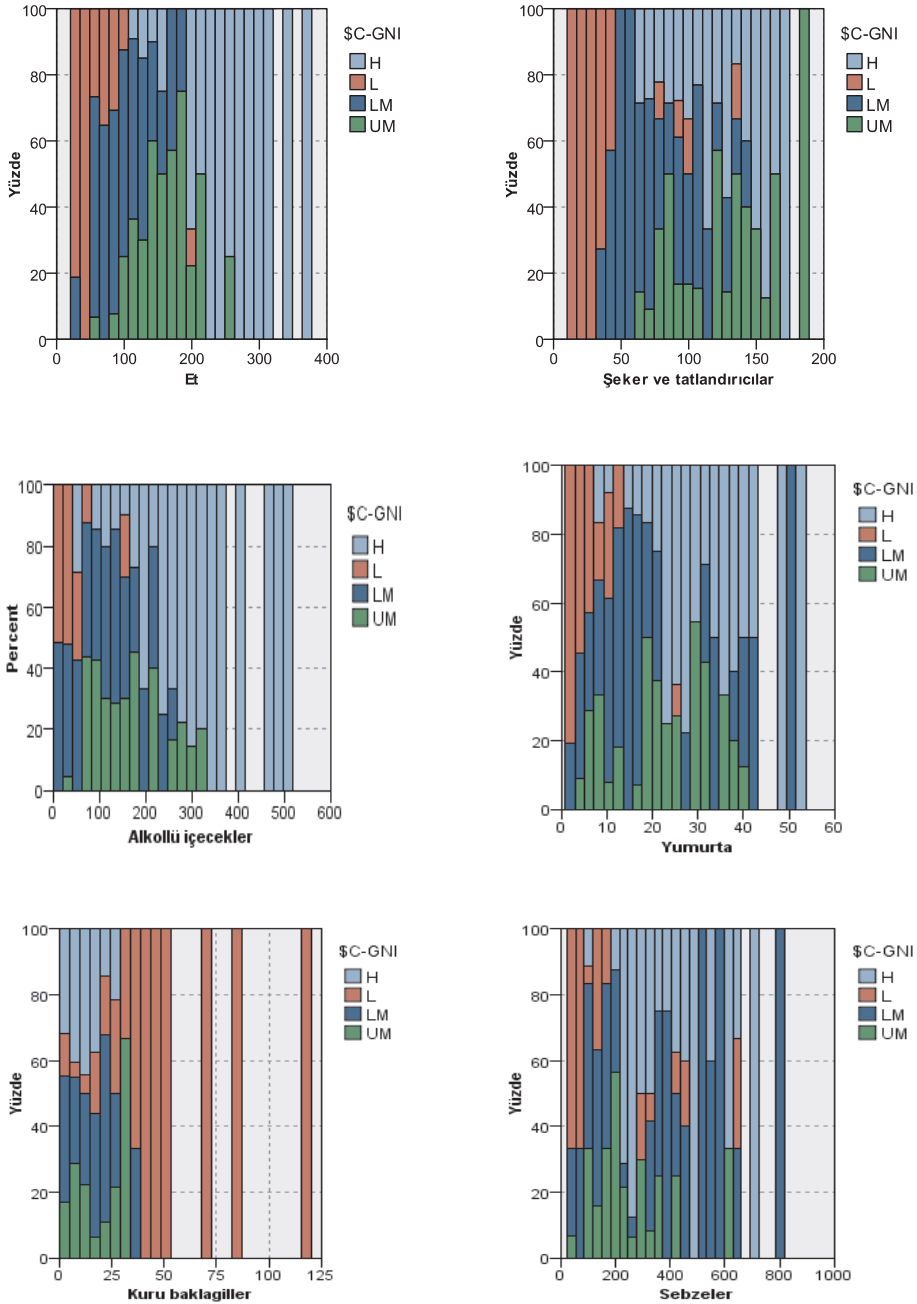 $C-GNI
H
L
LM
UM
Yüzde
100
80
60
40
20
0
0 100 200 300 400
Et
$C-GNI
H
L
LM
UM
Yüzde
100
80
60
40
20
0
0 50 100 150 200
Şeker ve tatlandırıcılar
$C-GNI
H
L
LM
UM
Percent
100
80
60
40
20
0
0 100 200 300 400 500 600
Alkollü içecekler
$C-GNI
H
L
LM
UM
Yüzde
100
80
60
40
20
0
0 10 20 30 40 50 60
Yumurta
$C-GNI
H
L
LM
UM
Yüzde
100
80
60
40
20
0
0 25 50 75 100 125
Kuru baklagiller
$C-GNI
H
L
LM
UM
Yüzde
100
80
60
40
20
0
0 200 400 600 800 1000
Sebzeler